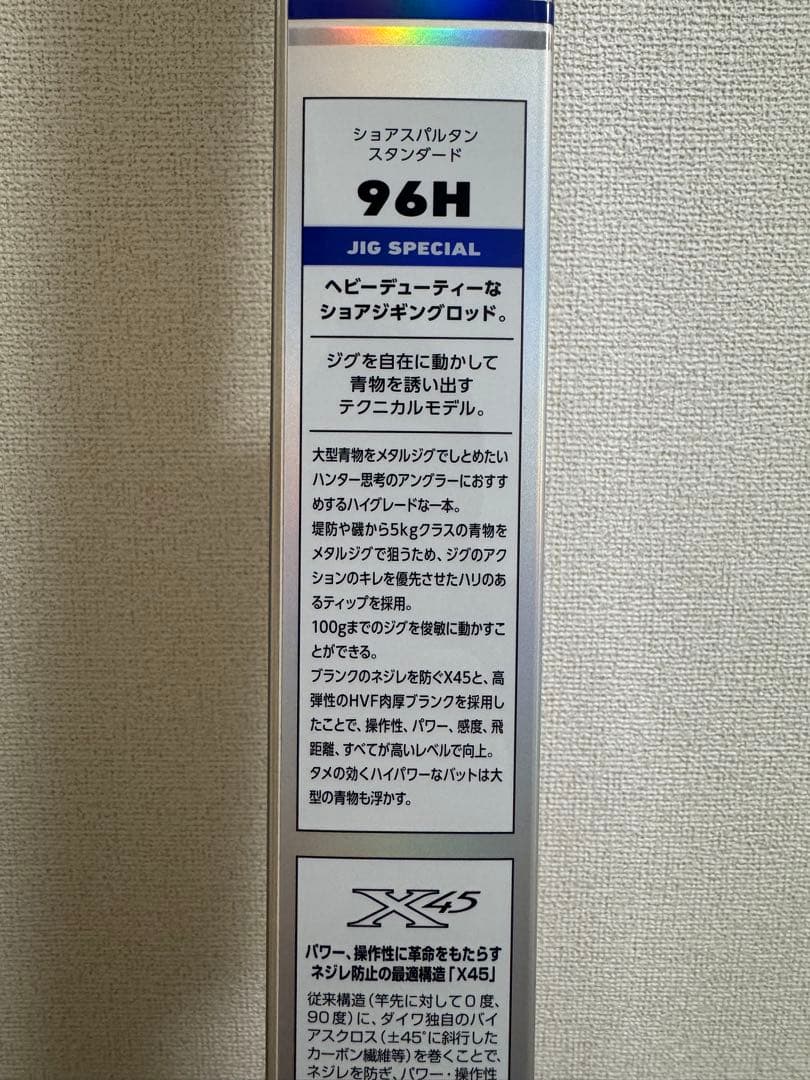 ショアスパルタン
スタンダード
96H
JIG SPECIAL
ヘビーデューティーな
ショアジギングロッド。
ジグを自在に動かして
青物を誘い出す
テクニカルモデル。
大型青物をメタルジグでしとめたい
ハンター思考のアングラーにおすす
めするハイグレードな一本。
堤防や磯から5kgクラスの青物を
メタルジグで狙うため、ジグのアク
ションのキレを優先させたハリのあ
るティップを採用。
100gまでのジグを俊敏に動かすこ
とができる。
ブランクのネジレを防ぐX45と、高
弾性のHVF肉厚ブランクを採用し
たことで、操作性、パワー、感度、飛
距離、すべてが高いレベルで向上。
タメの効くハイパワーなバットは大
型の青物も浮かす。
X45
パワー、操作性に革命をもたらす
ネジレ防止の最適構造「X45」
従来構造(竿先に対して0度、
90度)に、ダイワ独自のバイ
アスクロス(±45°に斜行した
カーボン繊維等)を巻くことで、
ネジレを防ぎ、パワー・操作性